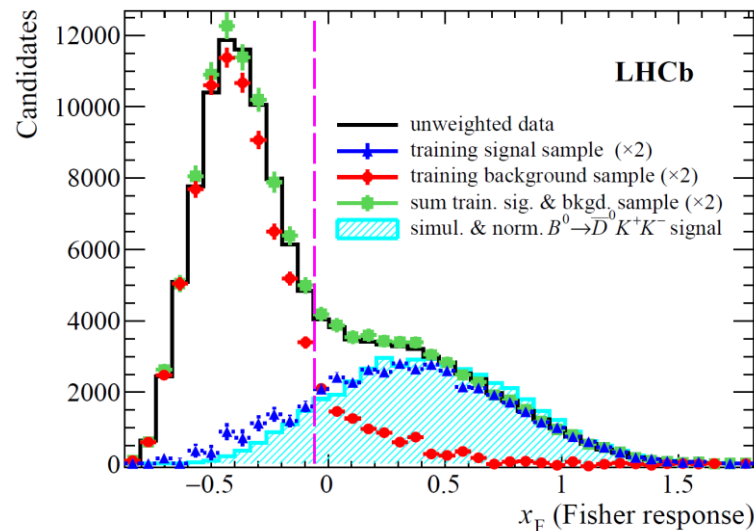 Candidates
12000
10000
8000
6000
4000
2000
0
LHCb
unweighted data
training signal sample (×2)
training background sample (×2)
sum train. sig. & bkgd. sample (×2)
simul. & norm. B⁰→D̅⁰K⁺K⁻ signal
−0.5 0 0.5 1 1.5
x_F (Fisher response)